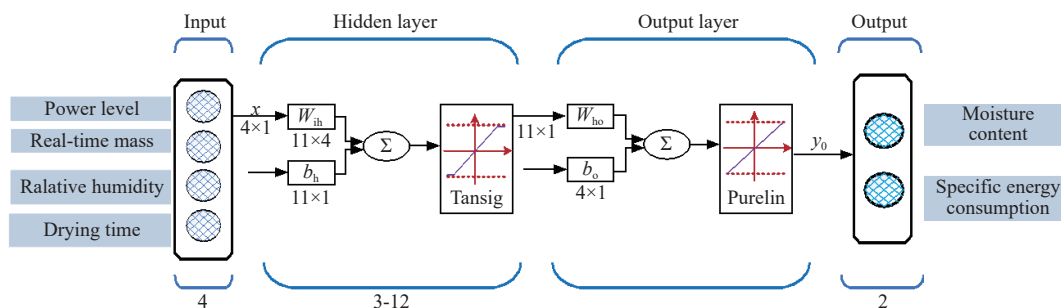 Input
Hidden layer
Output layer
Output
Power level
Real-time mass
Ralative humidity
Drying time
x
4×1
W_ih
11×4
b_h
11×1
Σ
Tansig
11×1
W_ho
b_o
4×1
Σ
Purelin
y_0
Moisture
content
Specific energy
consumption
4
3-12
2